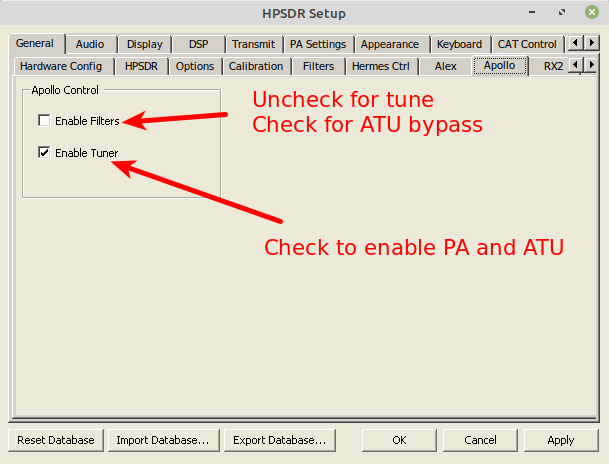 HPSDR Setup
General Audio Display DSP Transmit PA Settings Appearance Keyboard CAT Control
Hardware Config HPSDR Options Calibration Filters Hermes Ctrl Alex Apollo RX2
Apollo Control
Enable Filters
Enable Tuner
Uncheck for tune
Check for ATU bypass
Check to enable PA and ATU
Reset Database Import Database... Export Database... OK Cancel Apply